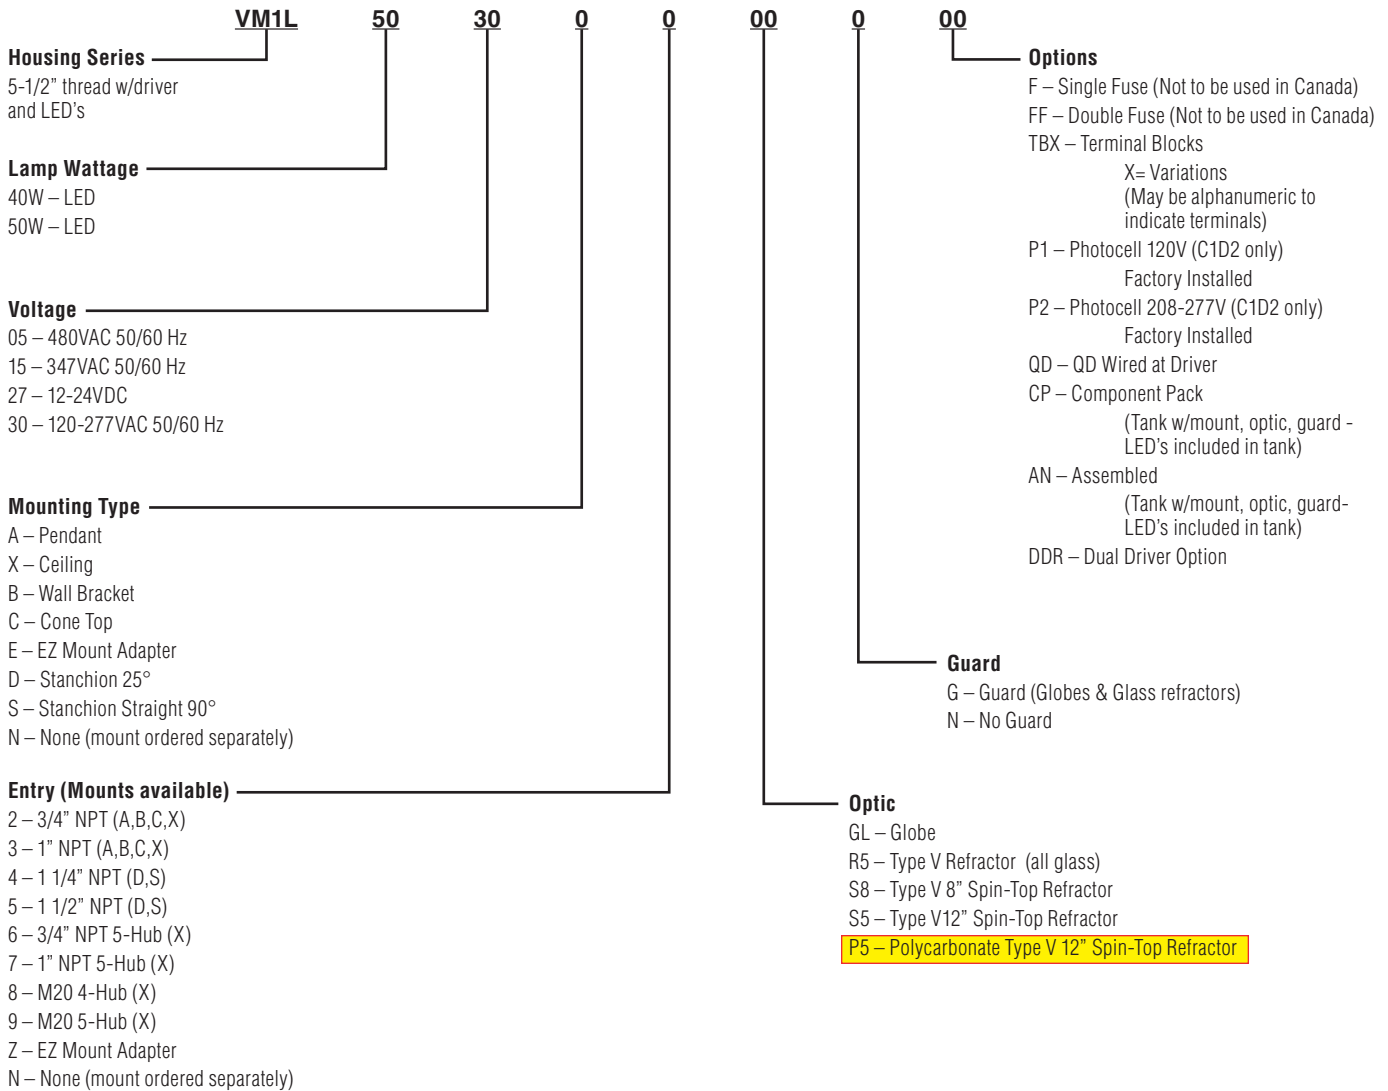 VM1L 50 30 0 0 00 0 00
Housing Series
5-1/2” thread w/driver
and LED's
Lamp Wattage
40W – LED
50W – LED
Voltage
05 – 480VAC 50/60 Hz
15 – 347VAC 50/60 Hz
27 – 12-24VDC
30 – 120-277VAC 50/60 Hz
Mounting Type
A – Pendant
X – Ceiling
B – Wall Bracket
C – Cone Top
E – EZ Mount Adapter
D – Stanchion 25°
S – Stanchion Straight 90°
N – None (mount ordered separately)
Entry (Mounts available)
2 – 3/4” NPT (A,B,C,X)
3 – 1” NPT (A,B,C,X)
4 – 1 1/4” NPT (D,S)
5 – 1 1/2” NPT (D,S)
6 – 3/4” NPT 5-Hub (X)
7 – 1” NPT 5-Hub (X)
8 – M20 4-Hub (X)
9 – M20 5-Hub (X)
Z – EZ Mount Adapter
N – None (mount ordered separately)
Options
F – Single Fuse (Not to be used in Canada)
FF – Double Fuse (Not to be used in Canada)
TBX – Terminal Blocks
X= Variations
(May be alphanumeric to
indicate terminals)
P1 – Photocell 120V (C1D2 only)
Factory Installed
P2 – Photocell 208-277V (C1D2 only)
Factory Installed
QD – QD Wired at Driver
CP – Component Pack
(Tank w/mount, optic, guard -
LED's included in tank)
AN – Assembled
(Tank w/mount, optic, guard-
LED's included in tank)
DDR – Dual Driver Option
Guard
G – Guard (Globes & Glass refractors)
N – No Guard
Optic
GL – Globe
R5 – Type V Refractor (all glass)
S8 – Type V 8” Spin-Top Refractor
S5 – Type V12” Spin-Top Refractor
P5 – Polycarbonate Type V 12” Spin-Top Refractor